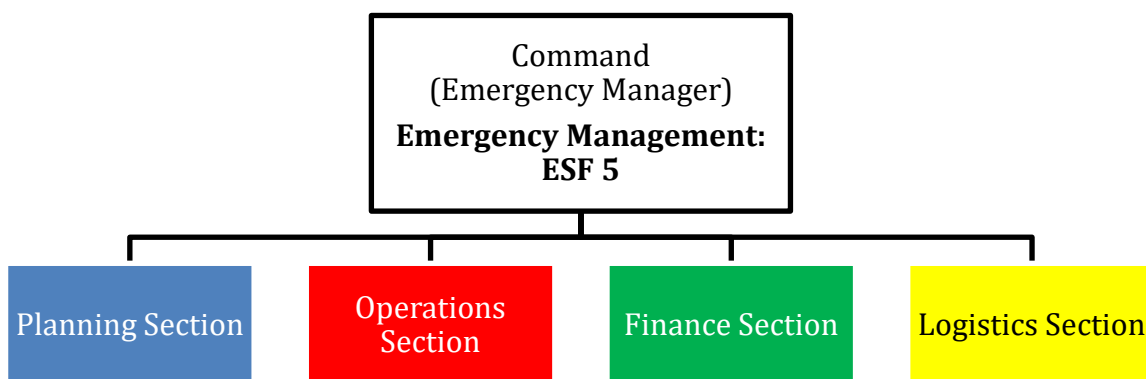 Command
(Emergency Manager)
Emergency Management:
ESF 5
Planning Section
Operations
Section
Finance Section
Logistics Section